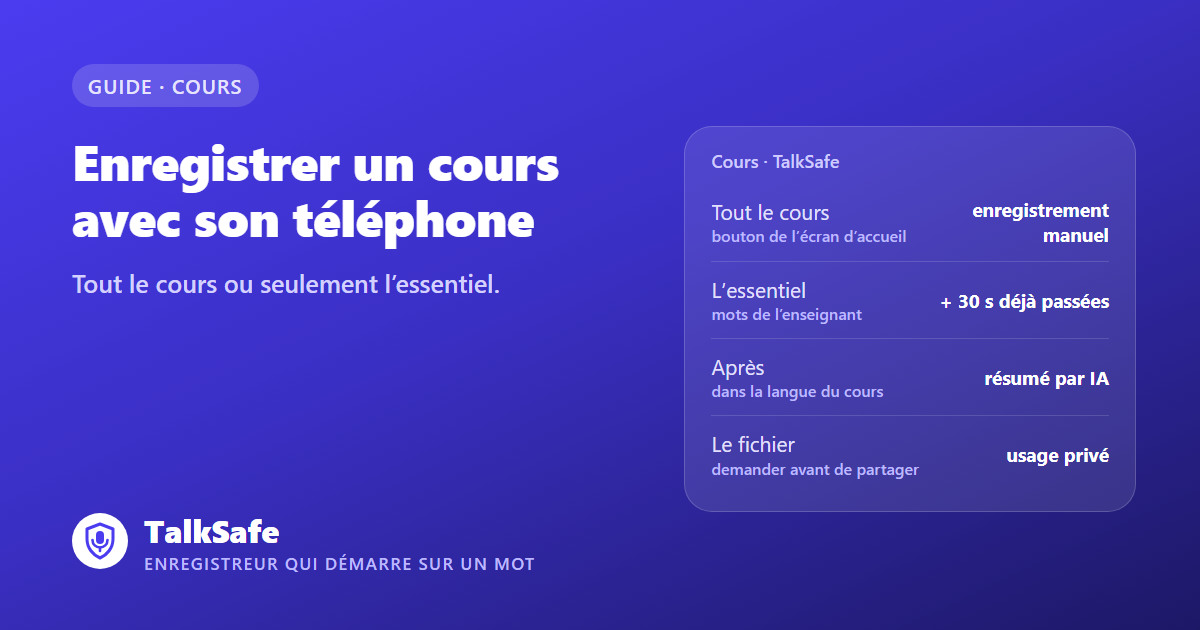 GUIDE · COURS
Enregistrer un cours
avec son téléphone
Tout le cours ou seulement l’essentiel.
Cours · TalkSafe
Tout le cours
bouton de l’écran d’accueil
enregistrement
manuel
L’essentiel
mots de l’enseignant
+ 30 s déjà passées
Après
dans la langue du cours
résumé par IA
Le fichier
demander avant de partager
usage privé
TalkSafe
ENREGISTREUR QUI DÉMARRE SUR UN MOT